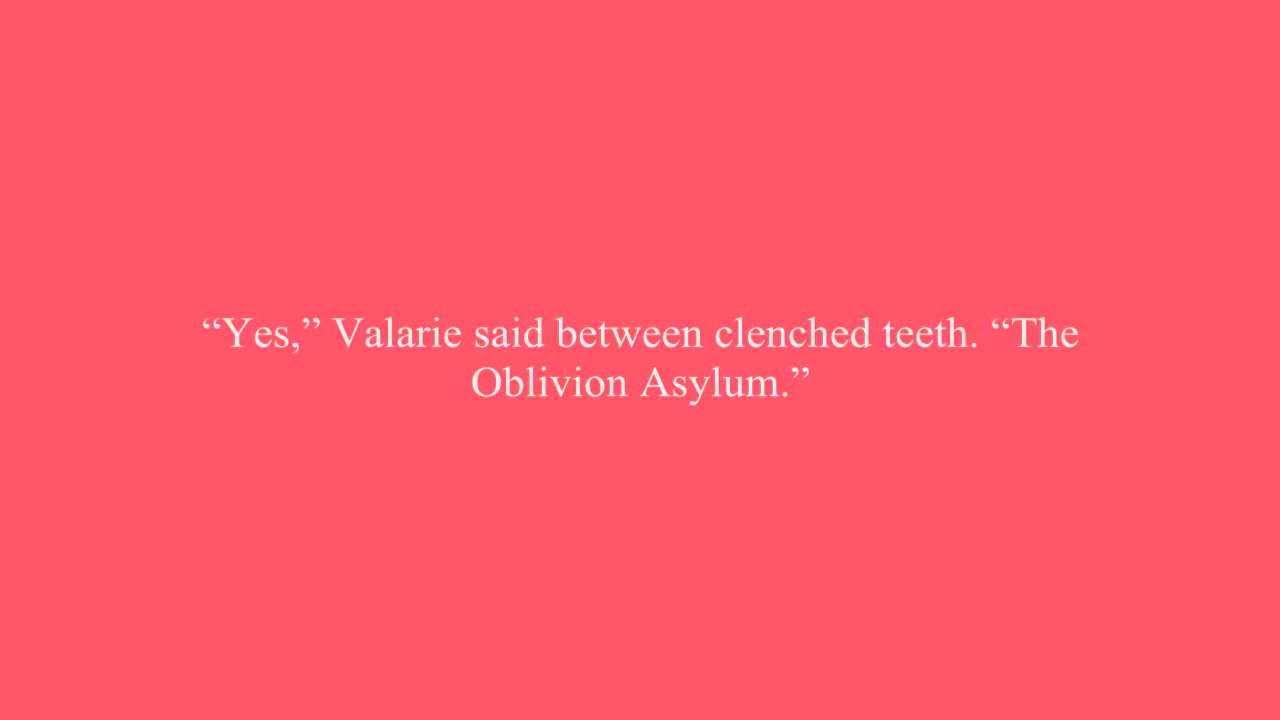 “Yes,” Valarie said between clenched teeth. “The
Oblivion Asylum.”